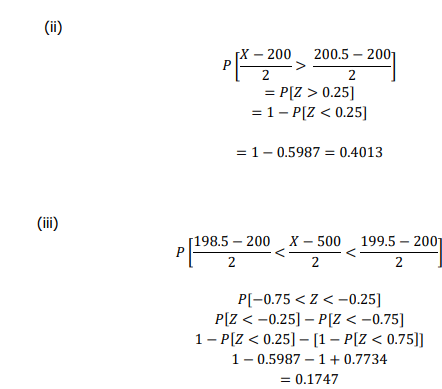 (ii)
P[(X − 200)/2 > (200.5 − 200)/2]
= P[Z > 0.25]
= 1 − P[Z < 0.25]
= 1 − 0.5987 = 0.4013
(iii)
P[(198.5 − 200)/2 < (X − 500)/2 < (199.5 − 200)/2]
P[−0.75 < Z < −0.25]
P[Z < −0.25] − P[Z < −0.75]
1 − P[Z < 0.25] − [1 − P[Z < 0.75]]
1 − 0.5987 − 1 + 0.7734
= 0.1747